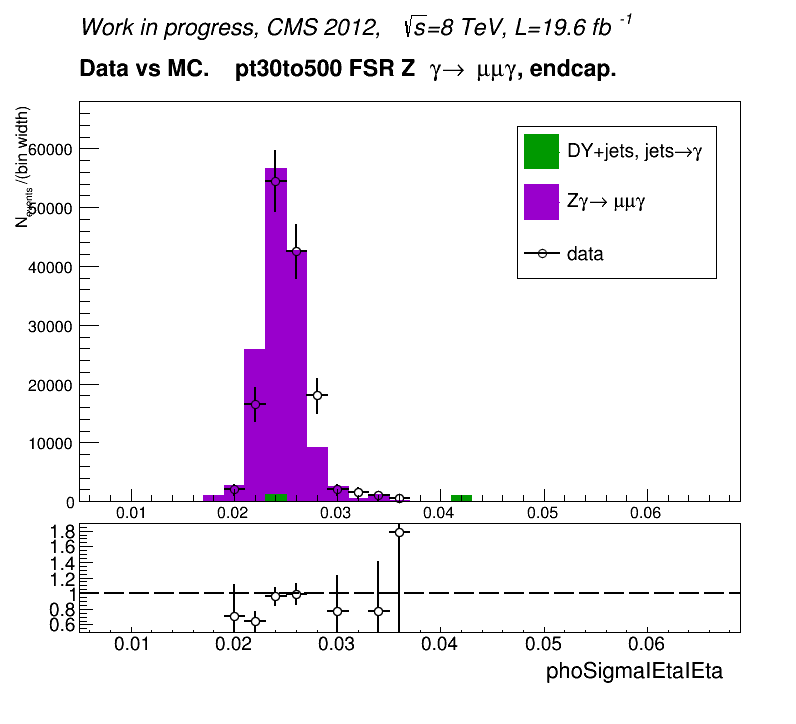 Work in progress, CMS 2012, √s=8 TeV, L=19.6 fb -1
Data vs MC. pt30to500 FSR Z γ→ μμγ, endcap.
N events /(bin width)
60000
50000
40000
30000
20000
10000
0
DY+jets, jets→γ
Zγ→ μμγ
data
0.01 0.02 0.03 0.04 0.05 0.06
1.8
1.6
1.4
1.2
1
0.8
0.6
0.01 0.02 0.03 0.04 0.05 0.06
phoSigmaIEtaIEta